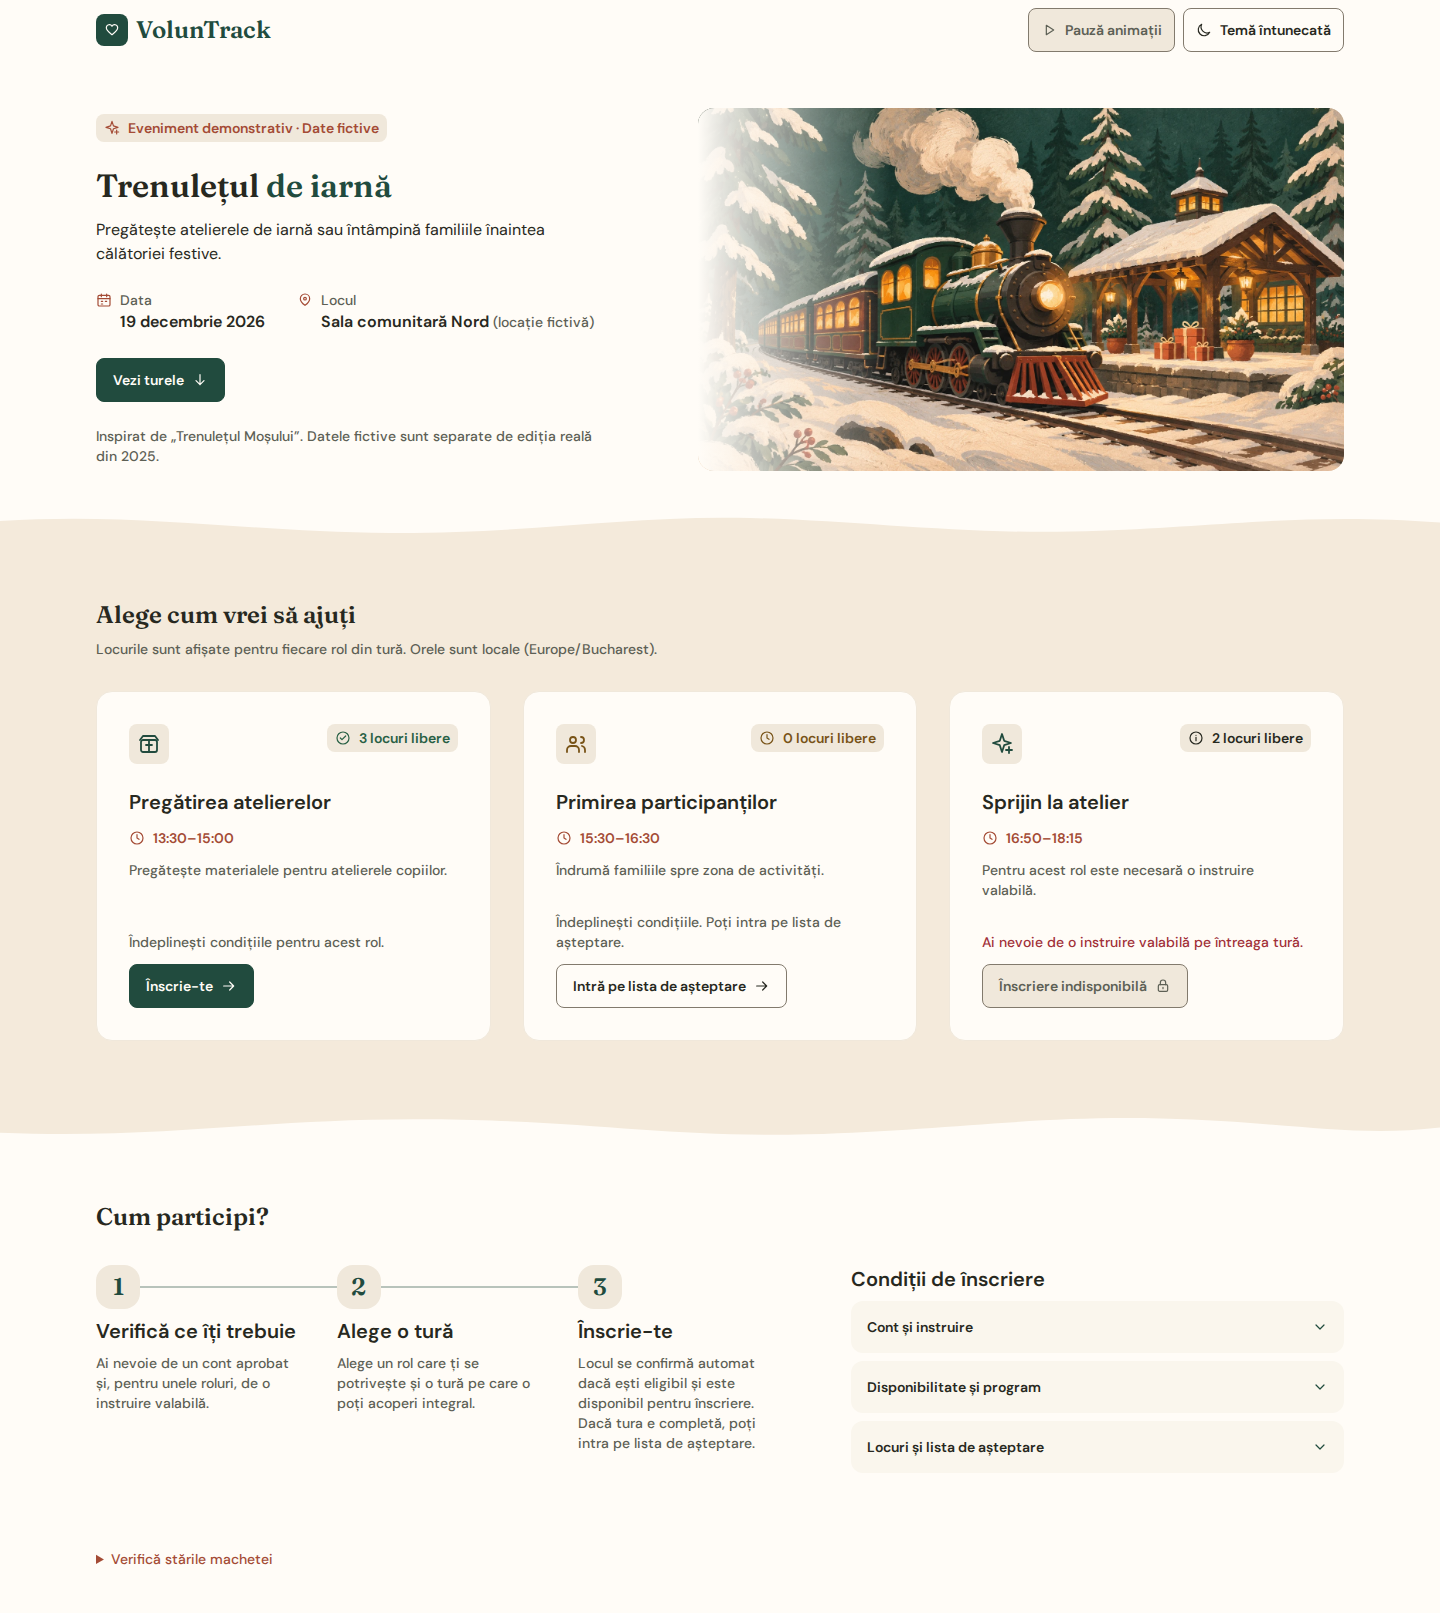 VolunTrack
Pauză animații
Temă întunecată
Eveniment demonstrativ · Date fictive
Trenulețul de iarnă
Pregătește atelierele de iarnă sau întâmpină familiile înaintea
călătoriei festive.
Data
19 decembrie 2026
Locul
Sala comunitară Nord (locație fictivă)
Vezi turele
Inspirat de „Trenulețul Moșului”. Datele fictive sunt separate de ediția reală
din 2025.
Alege cum vrei să ajuți
Locurile sunt afișate pentru fiecare rol din tură. Orele sunt locale (Europe/Bucharest).
3 locuri libere
Pregătirea atelierelor
13:30–15:00
Pregătește materialele pentru atelierele copiilor.
Îndeplinești condițiile pentru acest rol.
Înscrie-te
0 locuri libere
Primirea participanților
15:30–16:30
Îndrumă familiile spre zona de activități.
Îndeplinești condițiile. Poți intra pe lista de
așteptare.
Intră pe lista de așteptare
2 locuri libere
Sprijin la atelier
16:50–18:15
Pentru acest rol este necesară o instruire
valabilă.
Ai nevoie de o instruire valabilă pe întreaga tură.
Înscriere indisponibilă
Cum participi?
1
Verifică ce îți trebuie
Ai nevoie de un cont aprobat
și, pentru unele roluri, de o
instruire valabilă.
2
Alege o tură
Alege un rol care ți se
potrivește și o tură pe care o
poți acoperi integral.
3
Înscrie-te
Locul se confirmă automat
dacă ești eligibil și este
disponibil pentru înscriere.
Dacă tura e completă, poți
intra pe lista de așteptare.
Condiții de înscriere
Cont și instruire
Disponibilitate și program
Locuri și lista de așteptare
Verifică stările machetei